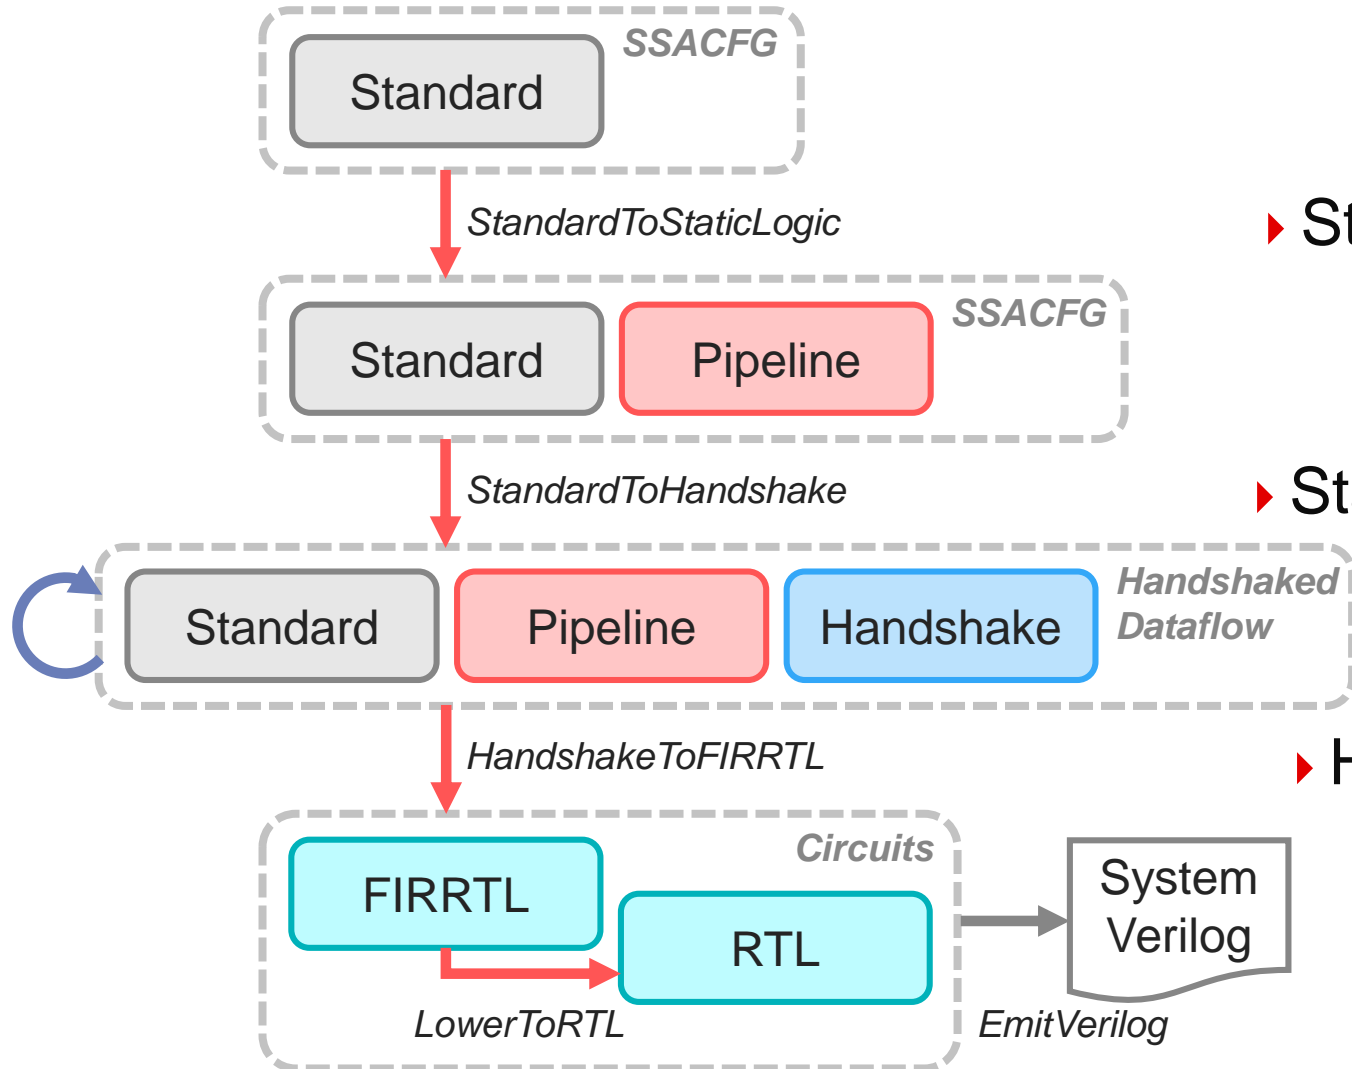 SSACFG
Standard
StandardToStaticLogic
St
SSACFG
Standard
Pipeline
StandardToHandshake
St
Standard
Pipeline
Handshake
Handshaked
Dataflow
HandshakeToFIRRTL
H
Circuits
FIRRTL
RTL
System
Verilog
LowerToRTL
EmitVerilog